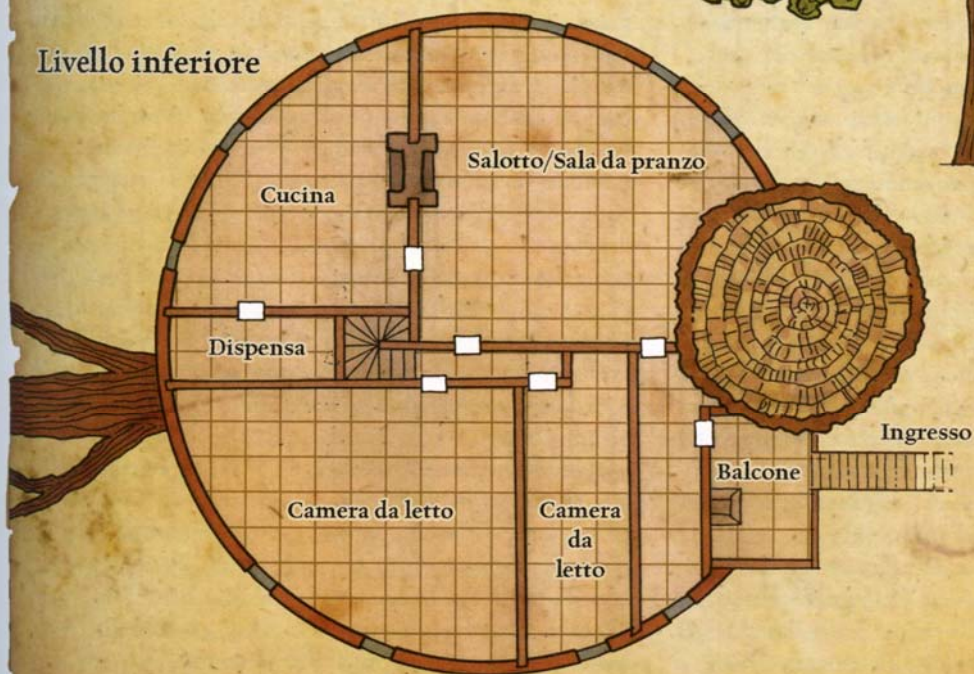 Livello inferiore
Salotto/Sala da pranzo
Cucina
Dispensa
Ingresso
Balcone
Camera da letto
Camera
da
letto